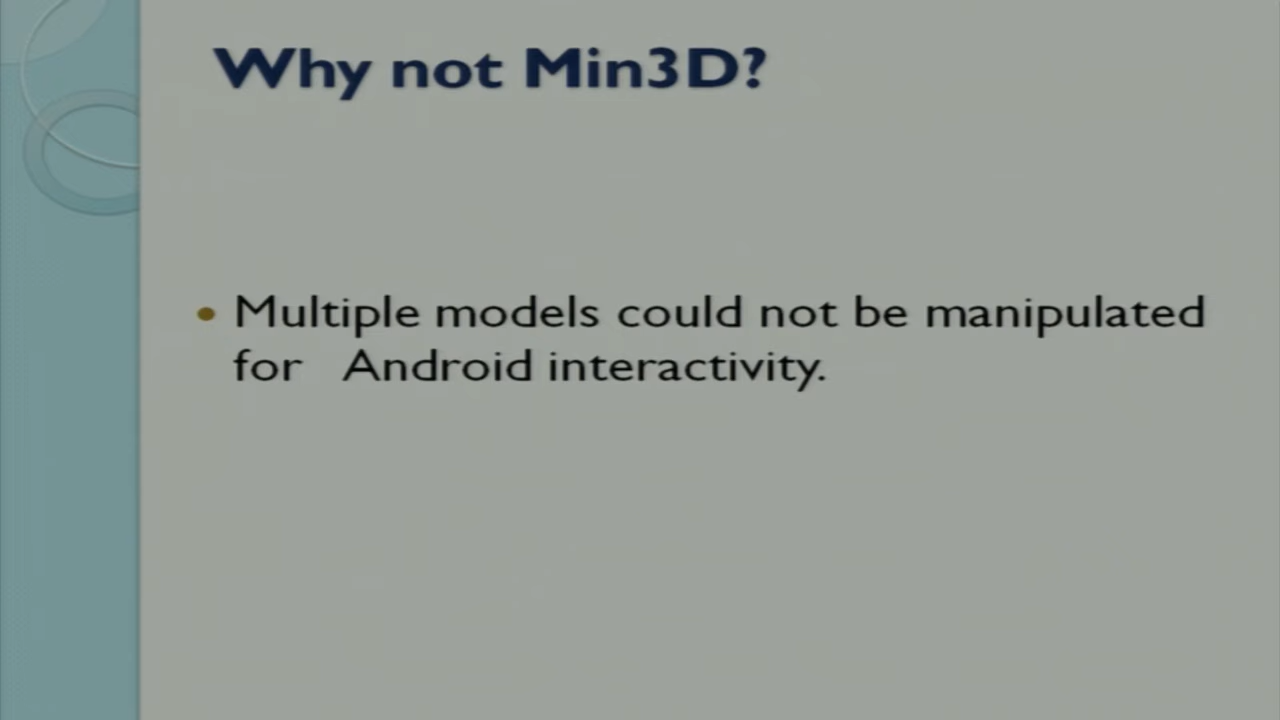 Why not Min3D?
• Multiple models could not be manipulated
for Android interactivity.